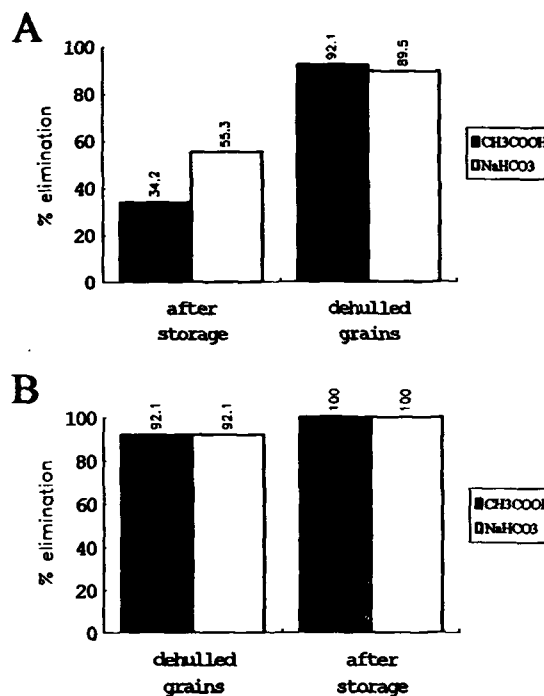 A
% elimination
100
80
60
40
20
0
34.2
55.3
92.1
89.5
after storage
dehulled grains
CH3COOH
NaHCO3
B
% elimination
100
80
60
40
20
0
92.1
92.1
100
100
dehulled grains
after storage
CH3COOH
NaHCO3